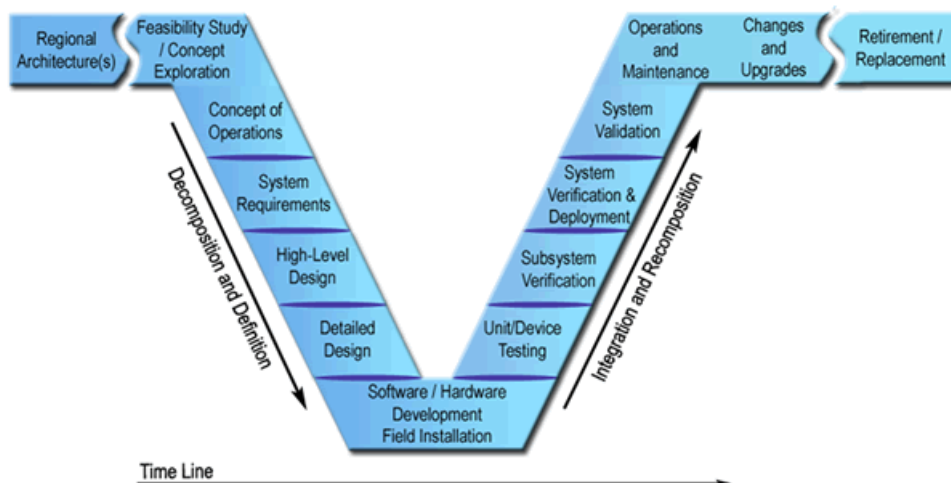 Regional
Architecture(s)
Feasibility Study
/ Concept
Exploration
Concept of
Operations
System
Requirements
High-Level
Design
Detailed
Design
Software / Hardware
Development
Field Installation
Unit/Device
Testing
Subsystem
Verification
System
Verification &
Deployment
System
Validation
Operations
and
Maintenance
Changes
and
Upgrades
Retirement /
Replacement
Decomposition and Definition
Integration and Recomposition
Time Line